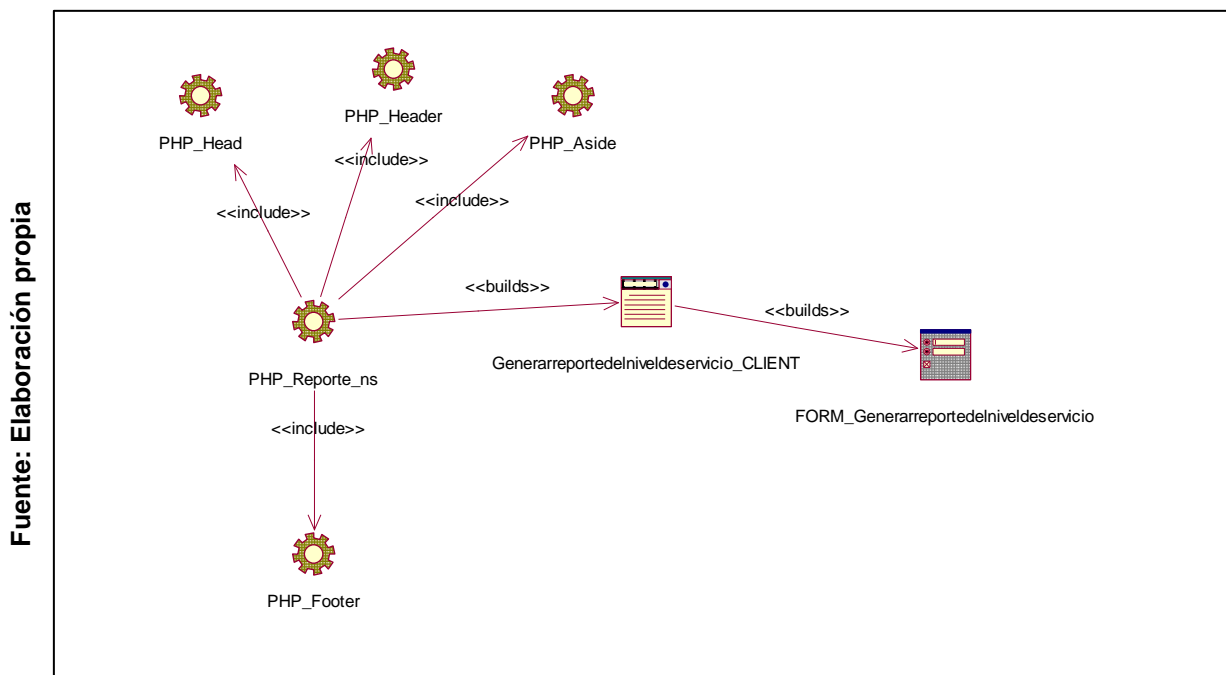 Fuente: Elaboración propia
PHP_Head
PHP_Header
PHP_Aside
<<include>>
<<include>>
<<include>>
<<builds>>
<<builds>>
PHP_Reporte_ns
Generarreportedelniveldeservicio_CLIENT
FORM_Generarreportedelniveldeservicio
<<include>>
PHP_Footer